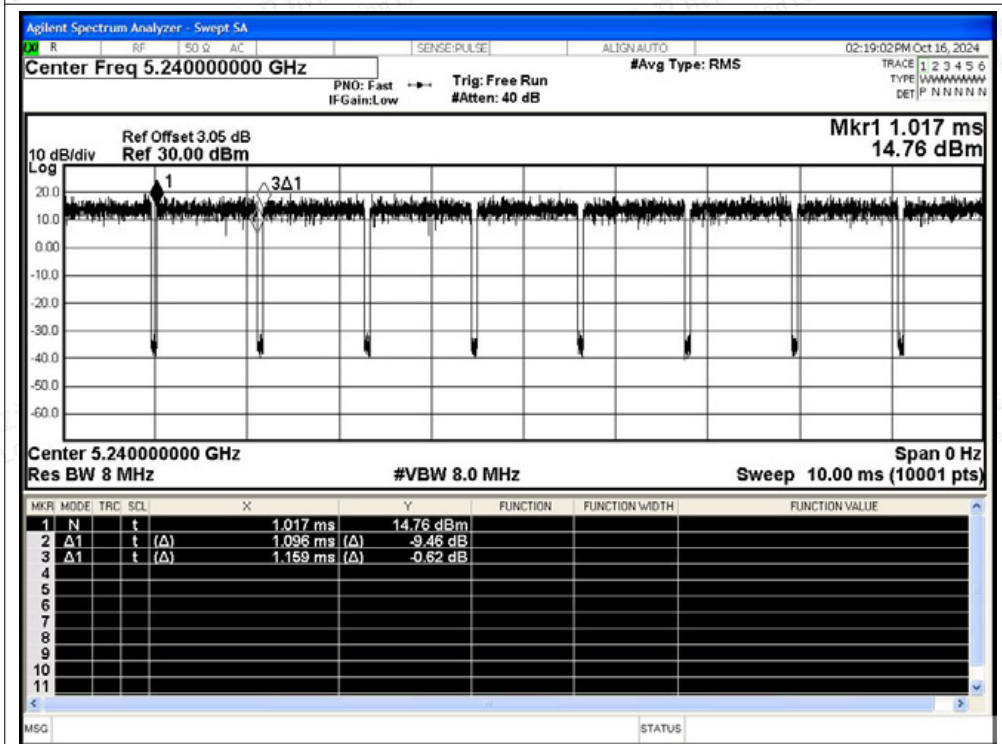 Agilent Spectrum Analyzer - Swept SA
LXI R RF 50 Ω AC SENSE:PULSE ALIGN AUTO 02:19:02 PM Oct 16, 2024
Center Freq 5.240000000 GHz #Avg Type: RMS TRACE 1 2 3 4 5 6
PNO: Fast Trig: Free Run TYPE WWWWWW
IFGain:Low #Atten: 40 dB DET P N N N N N
Mkr1 1.017 ms
Ref Offset 3.05 dB
10 dB/div Ref 30.00 dBm 14.76 dBm
Log
1 3Δ1
20.0
10.0
0.00
-10.0
-20.0
-30.0
-40.0
-50.0
-60.0
Center 5.240000000 GHz Span 0 Hz
Res BW 8 MHz #VBW 8.0 MHz Sweep 10.00 ms (10001 pts)
MKR MODE TRC SCL X Y FUNCTION FUNCTION WIDTH FUNCTION VALUE
1 N t 1.017 ms 14.76 dBm
2 Δ1 t (Δ) 1.096 ms (Δ) -9.46 dB
3 Δ1 t (Δ) 1.159 ms (Δ) -0.62 dB
4
5
6
7
8
9
10
11
MSG STATUS